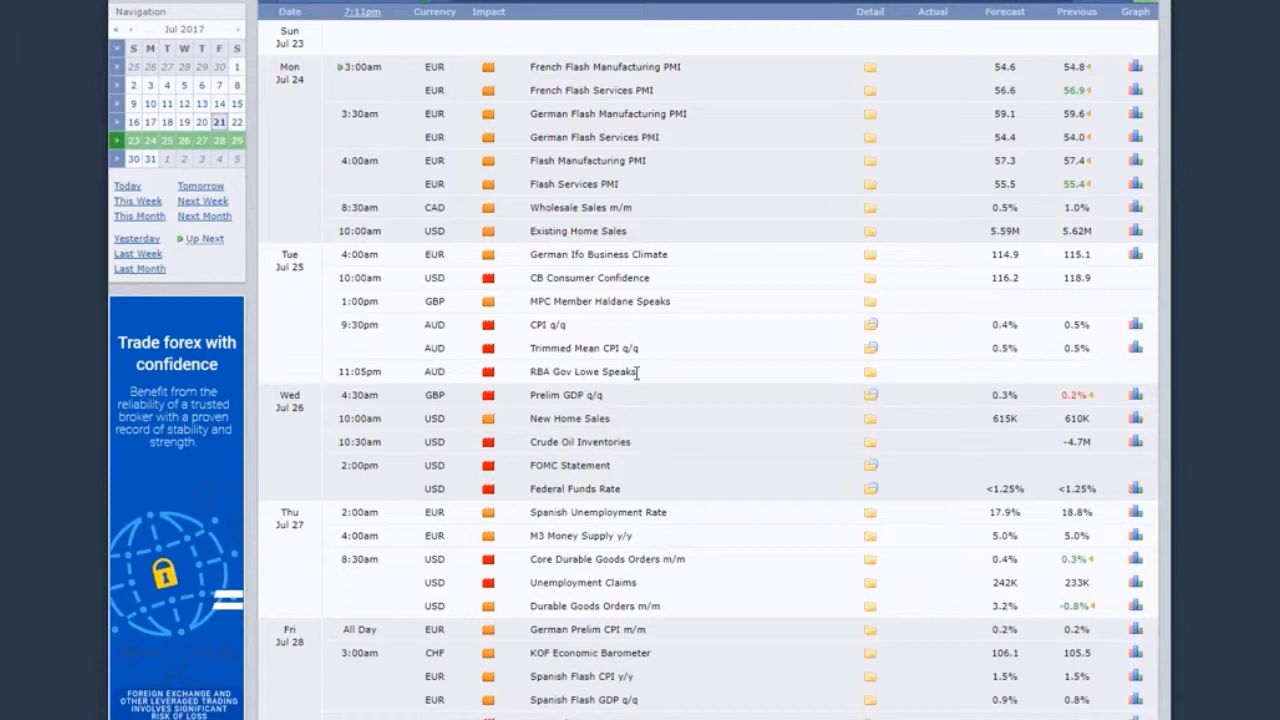 Navigation
« ‹ Jul 2017 ›
S M T W T F S
25 26 27 28 29 30 1
2 3 4 5 6 7 8
9 10 11 12 13 14 15
16 17 18 19 20 21 22
23 24 25 26 27 28 29
30 31 1 2 3 4 5
Today Tomorrow
This Week Next Week
This Month Next Month
Yesterday Up Next
Last Week
Last Month
Trade forex with
confidence
Benefit from the
reliability of a trusted
broker with a proven
record of stability and
strength.
FOREIGN EXCHANGE AND
OTHER LEVERAGED TRADING
INVOLVES SIGNIFICANT
RISK OF LOSS
Date 7:11pm Currency Impact Detail Actual Forecast Previous Graph
Sun
Jul 23
Mon
Jul 24
3:00am EUR French Flash Manufacturing PMI 54.6 54.8
EUR French Flash Services PMI 56.6 56.9
3:30am EUR German Flash Manufacturing PMI 59.1 59.6
EUR German Flash Services PMI 54.4 54.0
4:00am EUR Flash Manufacturing PMI 57.3 57.4
EUR Flash Services PMI 55.5 55.4
8:30am CAD Wholesale Sales m/m 0.5% 1.0%
10:00am USD Existing Home Sales 5.59M 5.62M
Tue
Jul 25
4:00am EUR German Ifo Business Climate 114.9 115.1
10:00am USD CB Consumer Confidence 116.2 118.9
1:00pm GBP MPC Member Haldane Speaks
9:30pm AUD CPI q/q 0.4% 0.5%
AUD Trimmed Mean CPI q/q 0.5% 0.5%
11:05pm AUD RBA Gov Lowe Speaks
Wed
Jul 26
4:30am GBP Prelim GDP q/q 0.3% 0.2%
10:00am USD New Home Sales 615K 610K
10:30am USD Crude Oil Inventories -4.7M
2:00pm USD FOMC Statement
USD Federal Funds Rate <1.25% <1.25%
Thu
Jul 27
2:00am EUR Spanish Unemployment Rate 17.9% 18.8%
4:00am EUR M3 Money Supply y/y 5.0% 5.0%
8:30am USD Core Durable Goods Orders m/m 0.4% 0.3%
USD Unemployment Claims 242K 233K
USD Durable Goods Orders m/m 3.2% -0.8%
Fri
Jul 28
All Day EUR German Prelim CPI m/m 0.2% 0.2%
3:00am CHF KOF Economic Barometer 106.1 105.5
EUR Spanish Flash CPI y/y 1.5% 1.5%
EUR Spanish Flash GDP q/q 0.9% 0.8%